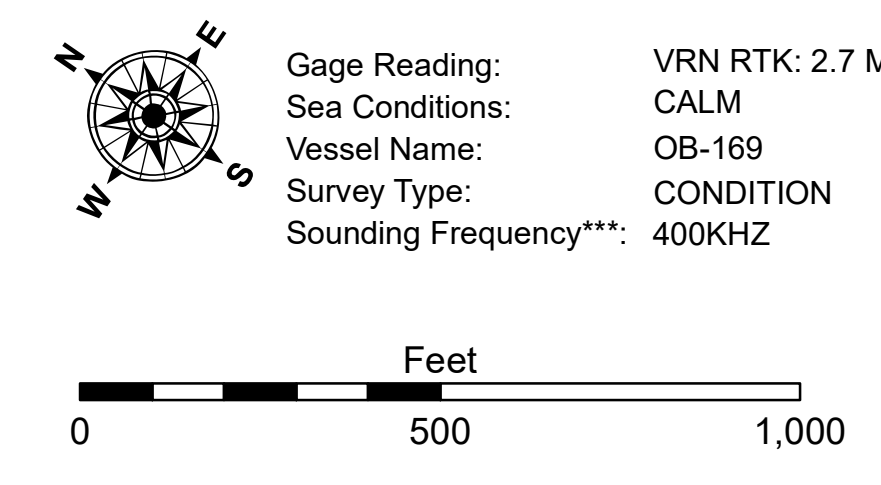 N
E
W
S
Gage Reading: VRN RTK: 2.7 M
Sea Conditions: CALM
Vessel Name: OB-169
Survey Type: CONDITION
Sounding Frequency***: 400KHZ
Feet
0 500 1,000